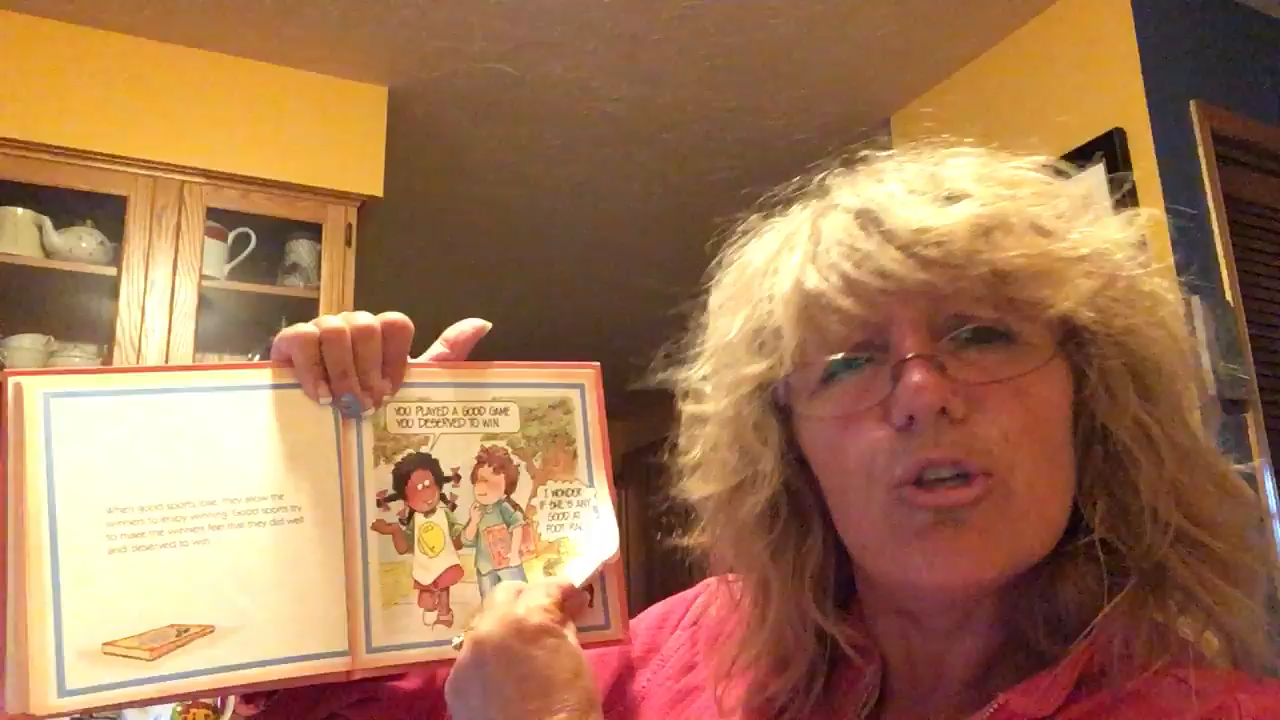 When good sports lose, they allow the
winners to enjoy winning. Good sports try
to make the winners feel that they did well
and deserved to win.
YOU PLAYED A GOOD GAME
YOU DESERVED TO WIN.
I WONDER
IF SHE'S ANY
GOOD AT